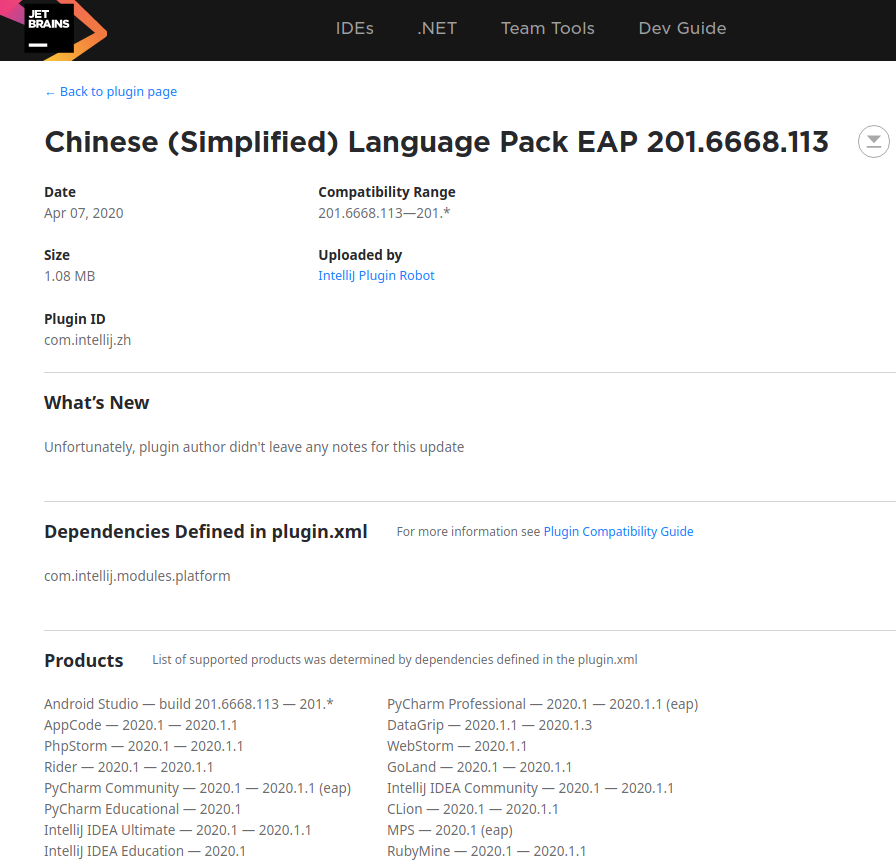 JET
BRAINS
IDEs .NET Team Tools Dev Guide
← Back to plugin page
Chinese (Simplified) Language Pack EAP 201.6668.113
Date Compatibility Range
Apr 07, 2020 201.6668.113—201.*
Size Uploaded by
1.08 MB IntelliJ Plugin Robot
Plugin ID
com.intellij.zh
What's New
Unfortunately, plugin author didn't leave any notes for this update
Dependencies Defined in plugin.xml For more information see Plugin Compatibility Guide
com.intellij.modules.platform
Products List of supported products was determined by dependencies defined in the plugin.xml
Android Studio — build 201.6668.113 — 201.* PyCharm Professional — 2020.1 — 2020.1.1 (eap)
AppCode — 2020.1 — 2020.1.1 DataGrip — 2020.1.1 — 2020.1.3
PhpStorm — 2020.1 — 2020.1.1 WebStorm — 2020.1.1
Rider — 2020.1 — 2020.1.1 GoLand — 2020.1 — 2020.1.1
PyCharm Community — 2020.1 — 2020.1.1 (eap) IntelliJ IDEA Community — 2020.1 — 2020.1.1
PyCharm Educational — 2020.1 CLion — 2020.1 — 2020.1.1
IntelliJ IDEA Ultimate — 2020.1 — 2020.1.1 MPS — 2020.1 (eap)
IntelliJ IDEA Education — 2020.1 RubyMine — 2020.1 — 2020.1.1